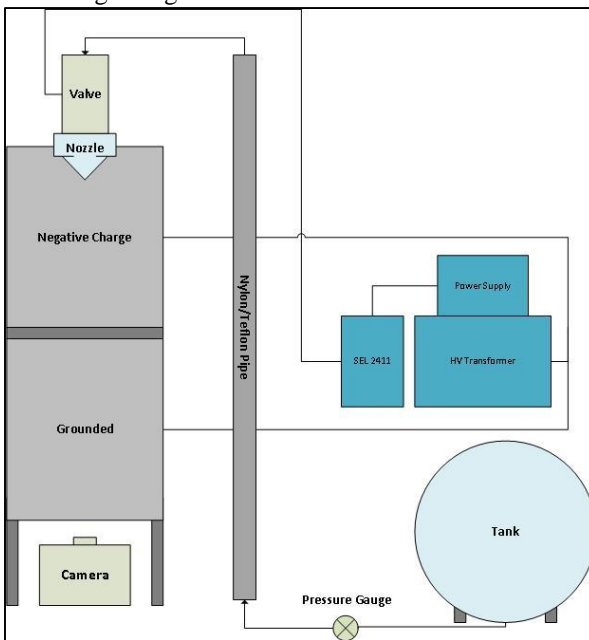 Valve
Nozzle
Negative Charge
Nylon/Teflon Pipe
Power Supply
SEL 2411
HV Transformer
Grounded
Tank
Camera
Pressure Gauge